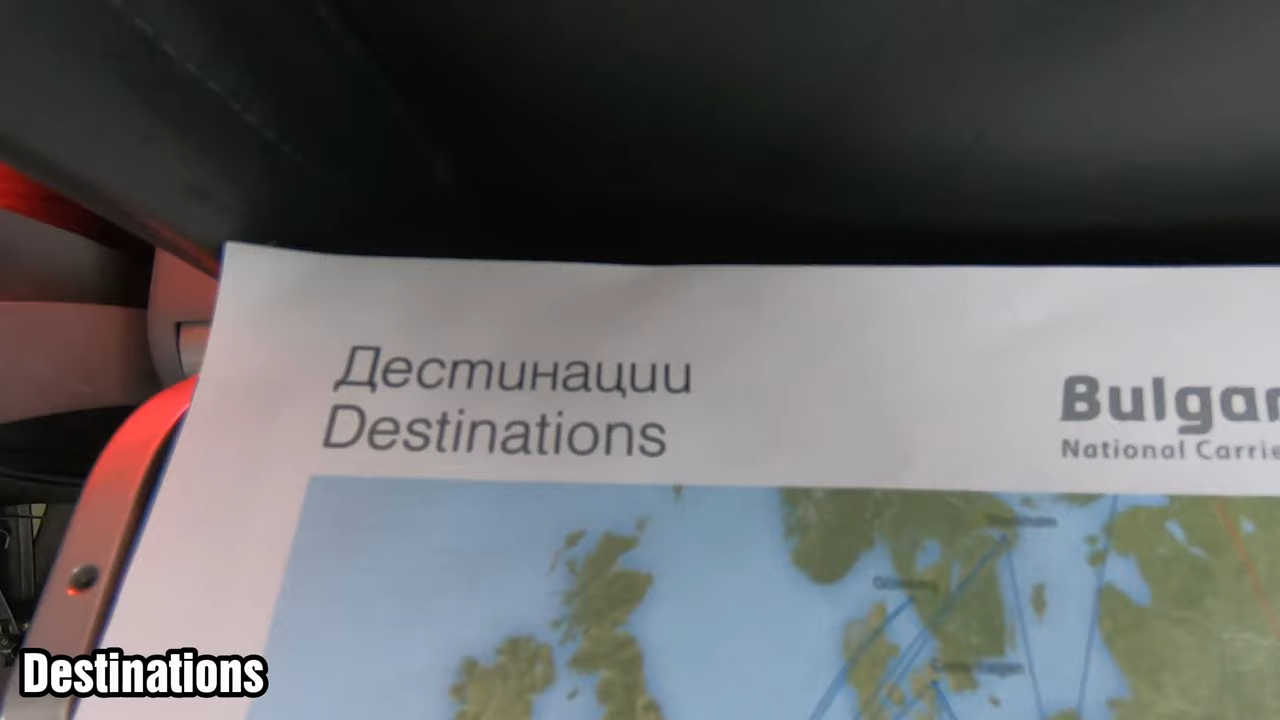 Дестинации
Destinations
Bulgar
National Carrie
Destinations